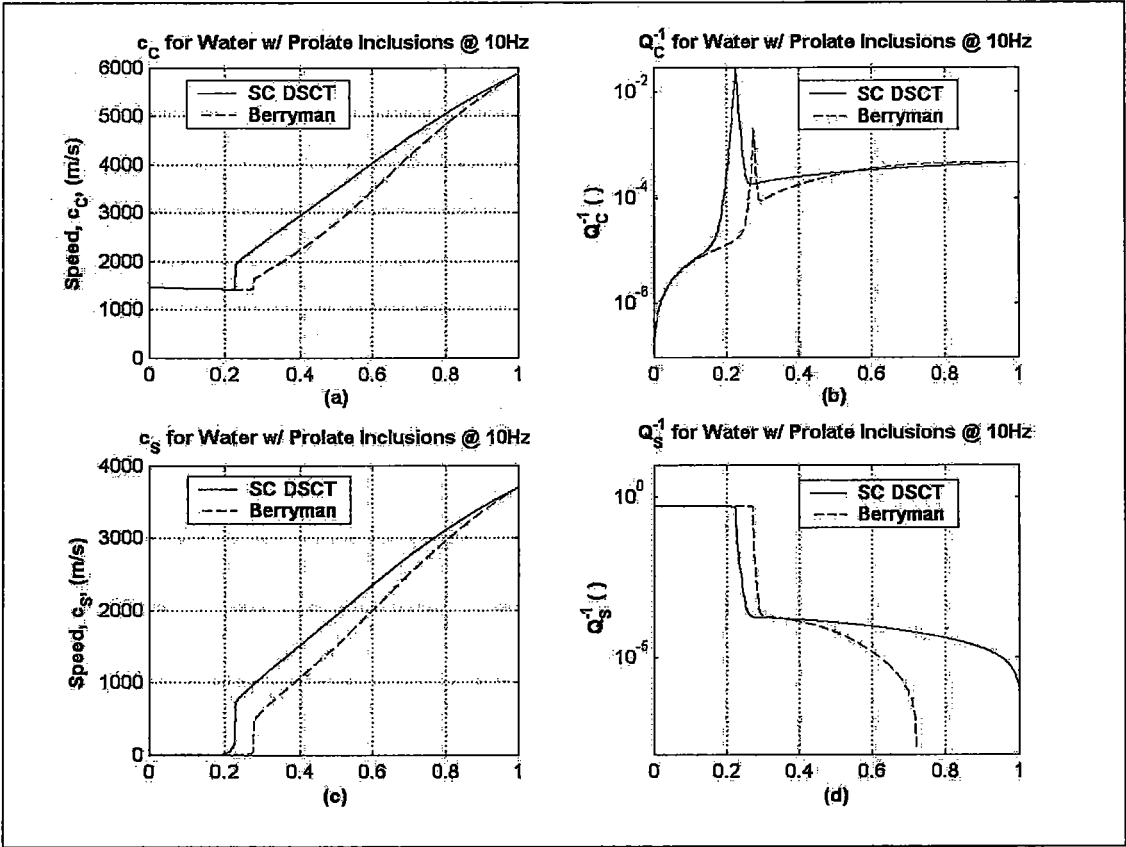 c_C for Water w/ Prolate Inclusions @ 10Hz
6000
5000
4000
3000
2000
1000
0
Speed, c_C, (m/s)
SC DSCT
Berryman
0 0.2 0.4 0.6 0.8 1
(a)
Q_C^-1 for Water w/ Prolate Inclusions @ 10Hz
10^-2
10^-4
10^-6
Q_C^-1 ( )
SC DSCT
Berryman
0 0.2 0.4 0.6 0.8 1
(b)
c_S for Water w/ Prolate Inclusions @ 10Hz
4000
3000
2000
1000
0
Speed, c_S, (m/s)
SC DSCT
Berryman
0 0.2 0.4 0.6 0.8 1
(c)
Q_S^-1 for Water w/ Prolate Inclusions @ 10Hz
10^0
10^-5
Q_S^-1 ( )
SC DSCT
Berryman
0 0.2 0.4 0.6 0.8 1
(d)